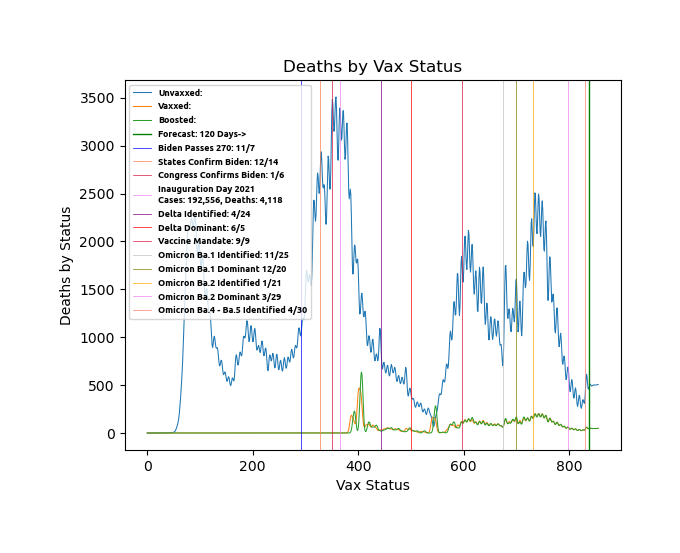 Deaths by Vax Status
Deaths by Status
3500
3000
2500
2000
1500
1000
500
0
Unvaxxed:
Vaxxed:
Boosted:
Forecast: 120 Days->
Biden Passes 270: 11/7
States Confirm Biden: 12/14
Congress Confirms Biden: 1/6
Inauguration Day 2021
Cases: 192,556, Deaths: 4,118
Delta Identified: 4/24
Delta Dominant: 6/5
Vaccine Mandate: 9/9
Omicron Ba.1 Identified: 11/25
Omicron Ba.1 Dominant 12/20
Omicron Ba.2 Identified 1/21
Omicron Ba.2 Dominant 3/29
Omicron Ba.4 - Ba.5 Identified 4/30
0 200 400 600 800
Vax Status